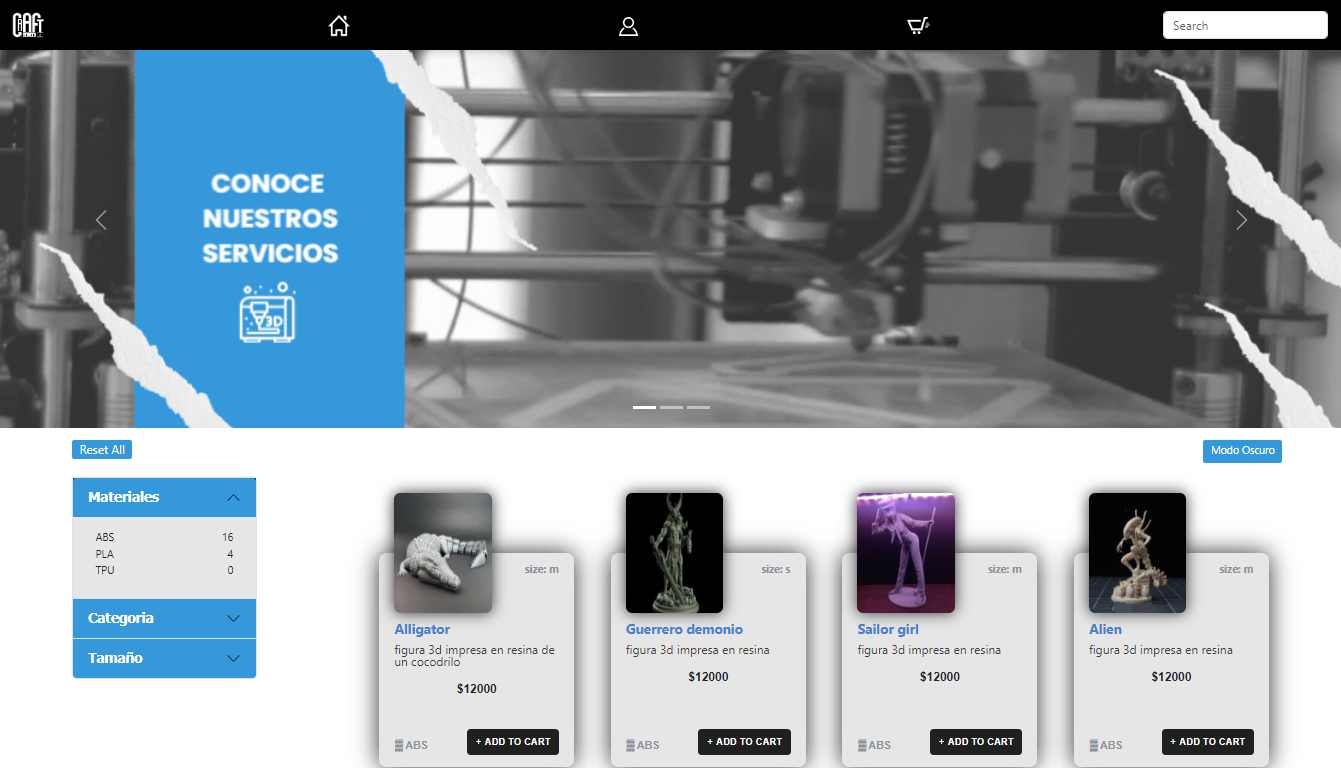 CRAFT
Search
CONOCE
NUESTROS
SERVICIOS
3D
Reset All
Modo Oscuro
Materiales
ABS 16
PLA 4
TPU 0
Categoria
Tamaño
size: m
Alligator
figura 3d impresa en resina de
un cocodrilo
$12000
ABS
+ ADD TO CART
size: s
Guerrero demonio
figura 3d impresa en resina
$12000
ABS
+ ADD TO CART
size: m
Sailor girl
figura 3d impresa en resina
$12000
ABS
+ ADD TO CART
size: m
Alien
figura 3d impresa en resina
$12000
ABS
+ ADD TO CART